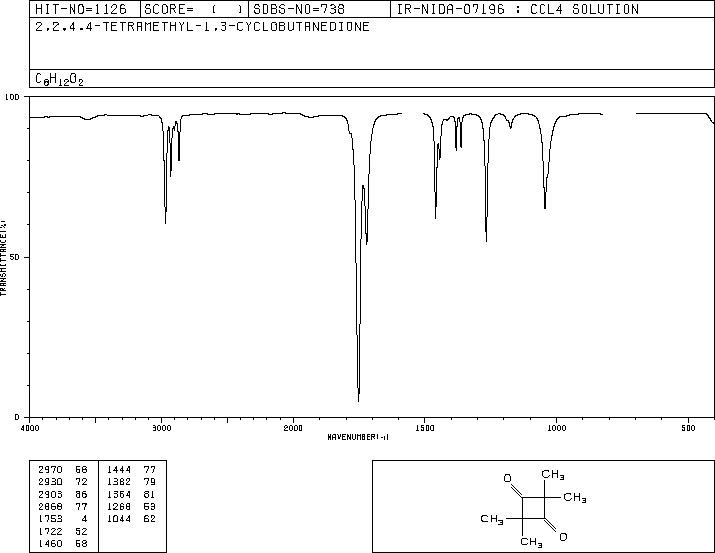 HIT-NO=1126 SCORE= ( ) SDBS-NO=738 IR-NIDA-07196 : CCL4 SOLUTION
2,2,4,4-TETRAMETHYL-1,3-CYCLOBUTANEDIONE
C8H12O2
100
TRANSMITTANCE(%)
50
0
4000 3000 2000 1500 1000 500
WAVENUMBER(-1)
2970 1444 77
2930 72 1382 79
2903 86 1364 81
2868 77 1268
1753 4 1044 62
1722 52
1460
O CH3
CH3
CH3
CH3 O